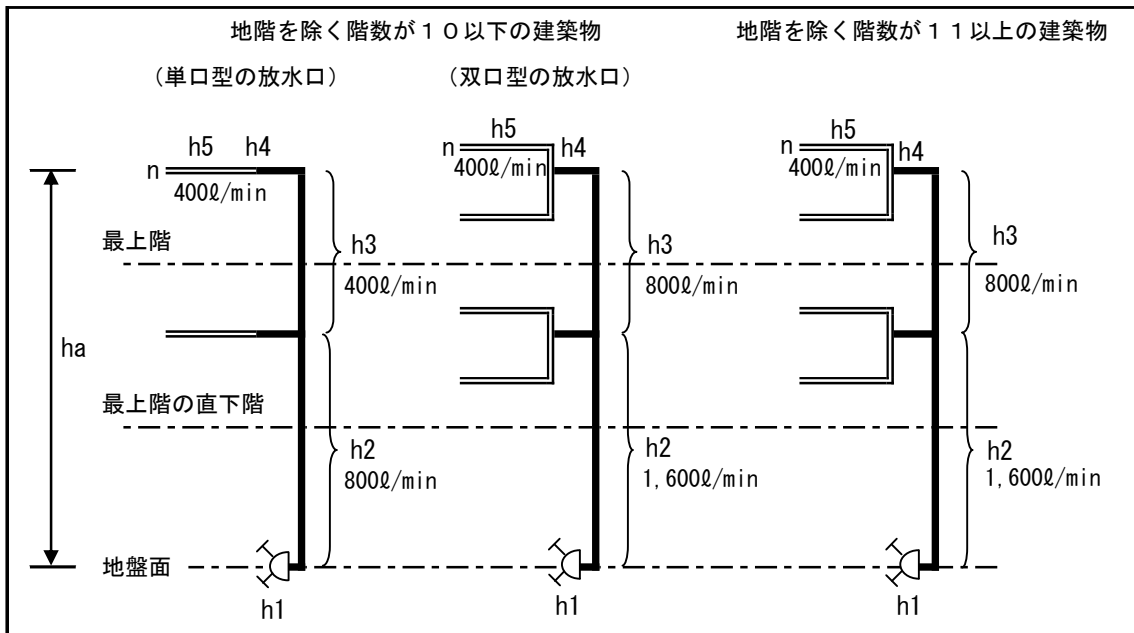 地階を除く階数が１０以下の建築物
地階を除く階数が１１以上の建築物
（単口型の放水口）
（双口型の放水口）
h5 h4
n
400ℓ/min
h5
n
h4
400ℓ/min
h5
n
h4
400ℓ/min
最上階
h3
400ℓ/min
h3
800ℓ/min
h3
800ℓ/min
ha
最上階の直下階
h2
800ℓ/min
h2
1,600ℓ/min
h2
1,600ℓ/min
地盤面
h1
h1
h1